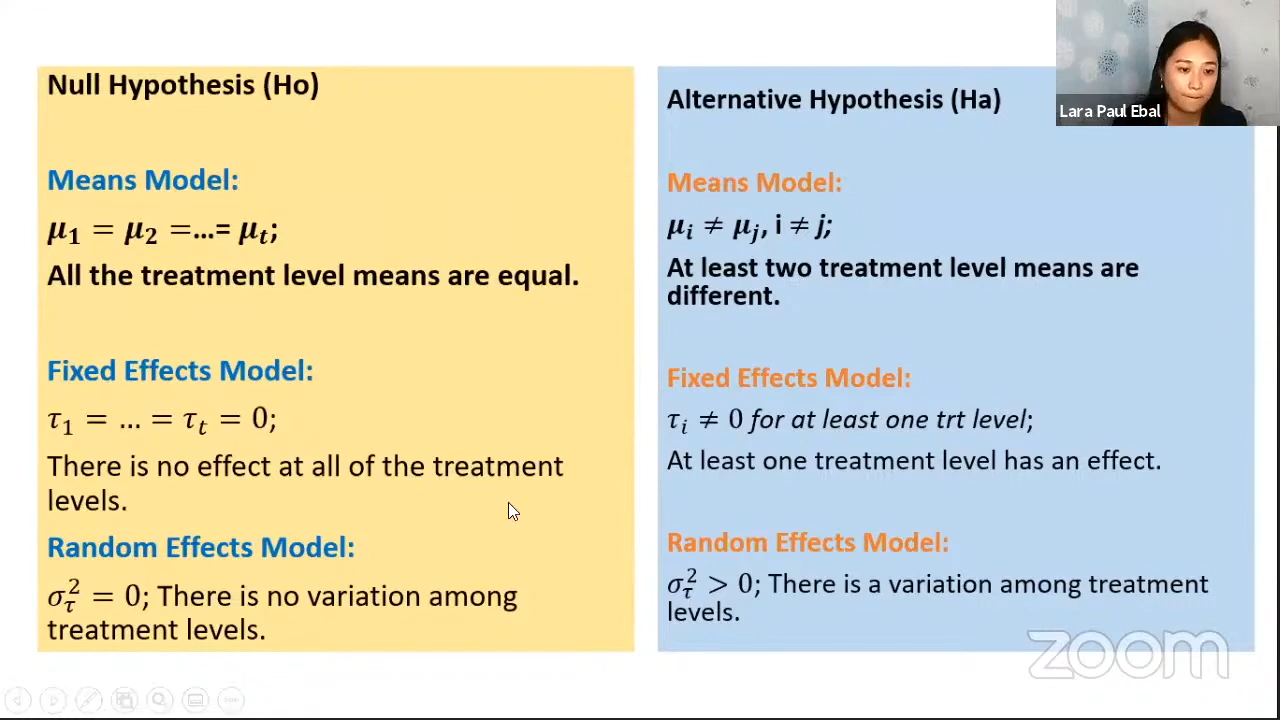 Null Hypothesis (Ho)
Means Model:
μ₁ = μ₂ =...= μₜ;
All the treatment level means are equal.
Fixed Effects Model:
τ₁ = … = τₜ = 0;
There is no effect at all of the treatment
levels.
Random Effects Model:
σ_τ² = 0; There is no variation among
treatment levels.
Alternative Hypothesis (Ha)
Means Model:
μᵢ ≠ μⱼ, i ≠ j;
At least two treatment level means are
different.
Fixed Effects Model:
τᵢ ≠ 0 for at least one trt level;
At least one treatment level has an effect.
Random Effects Model:
σ_τ² > 0; There is a variation among treatment
levels.
Lara Paul Ebal
zoom